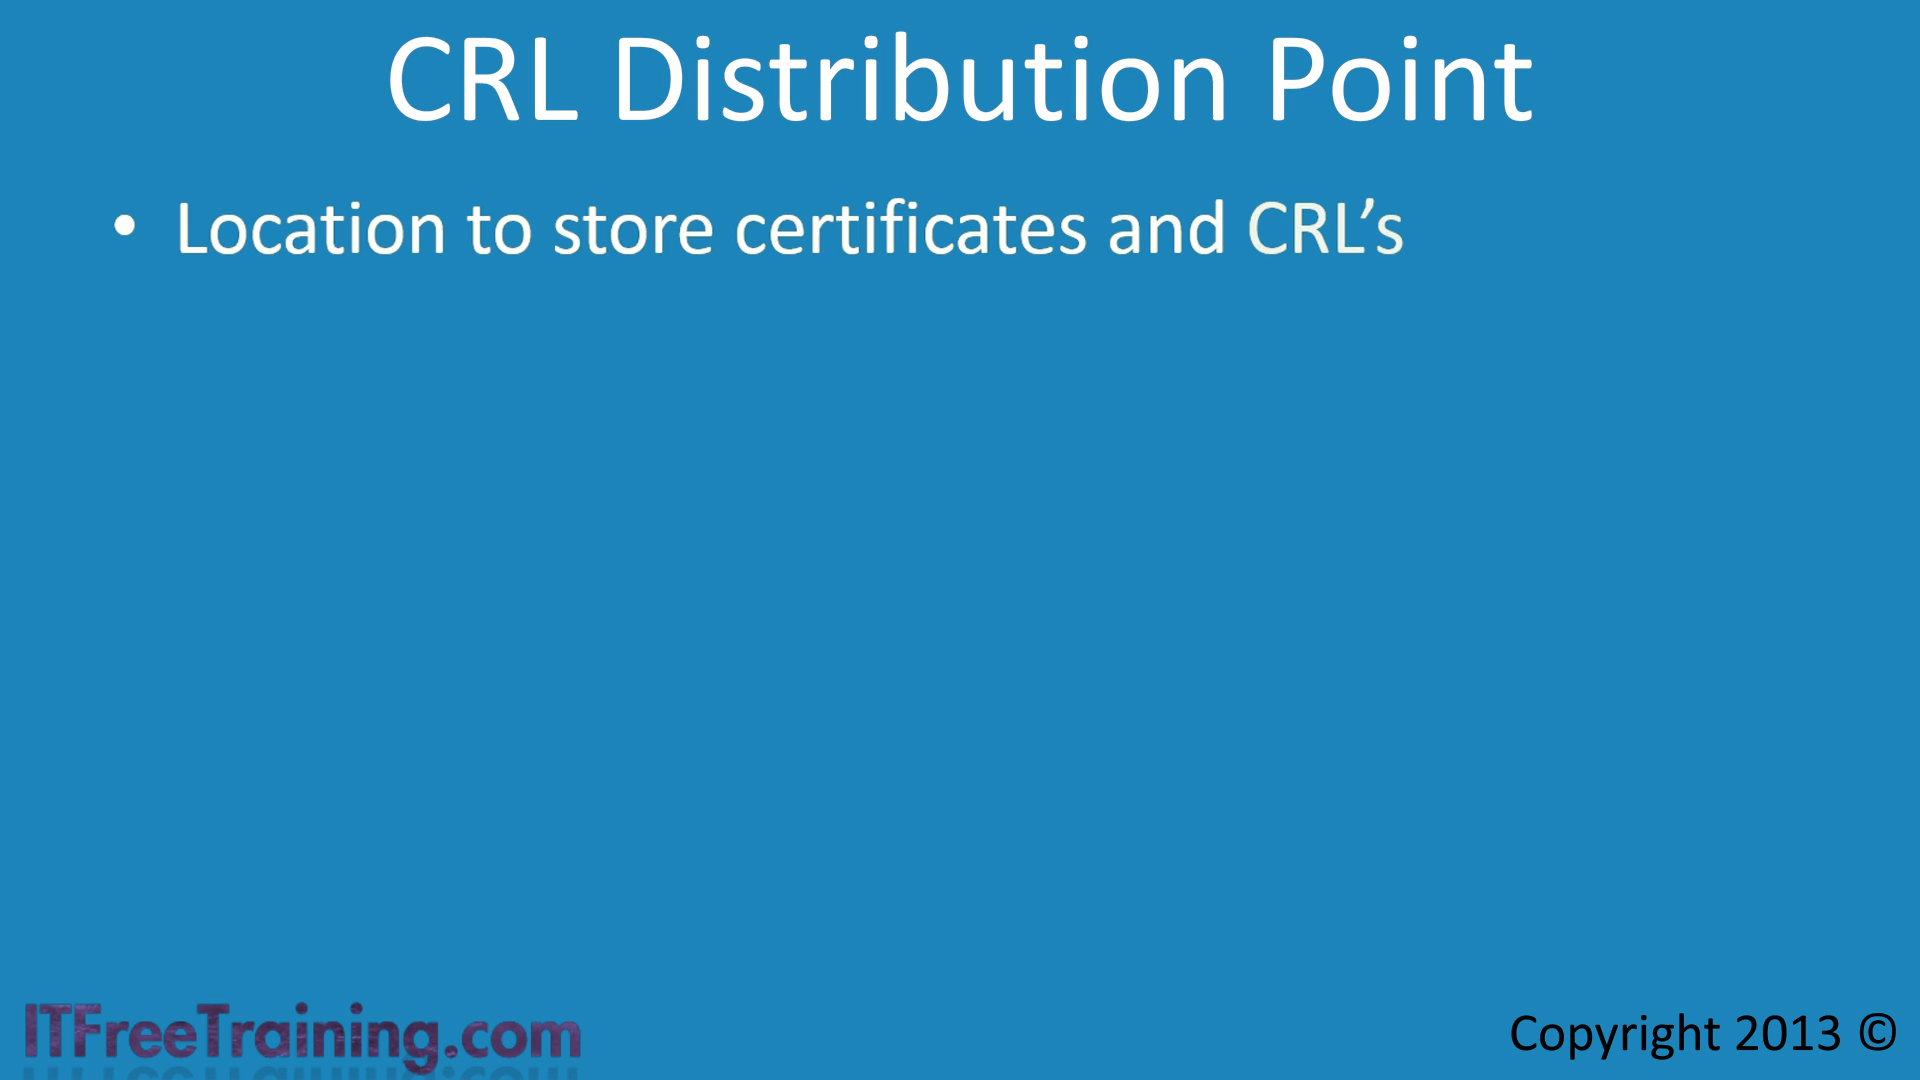 CRL Distribution Point
• Location to store certificates and CRL’s
ITFreeTraining.com
Copyright 2013 ©